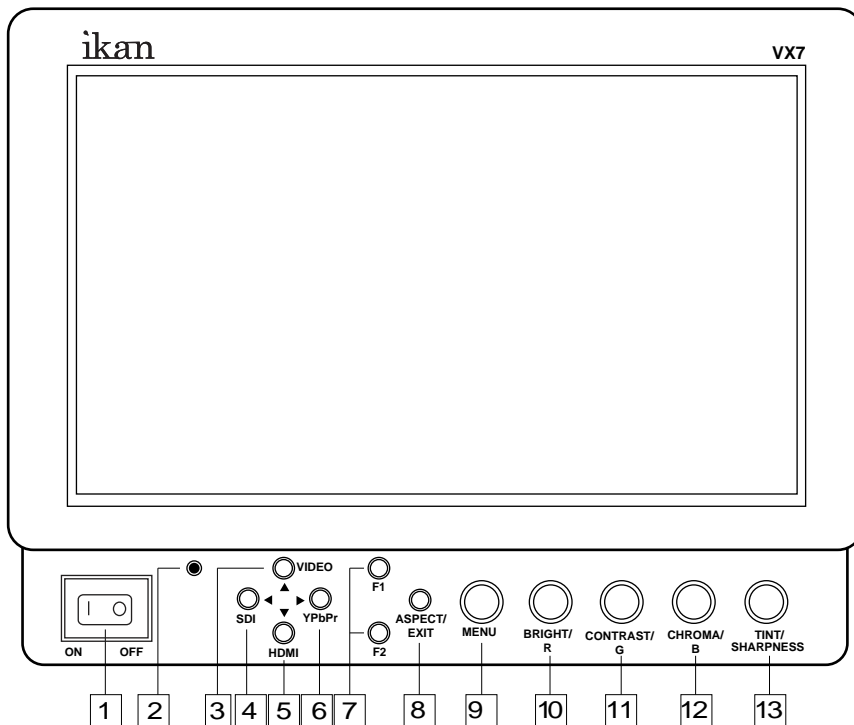 ikan
VX7
VIDEO
SDI
YPbPr
HDMI
F1
F2
ASPECT/
EXIT
MENU
BRIGHT/
R
CONTRAST/
G
CHROMA/
B
TINT/
SHARPNESS
I O
ON OFF
1 2 3 4 5 6 7 8 9 10 11 12 13